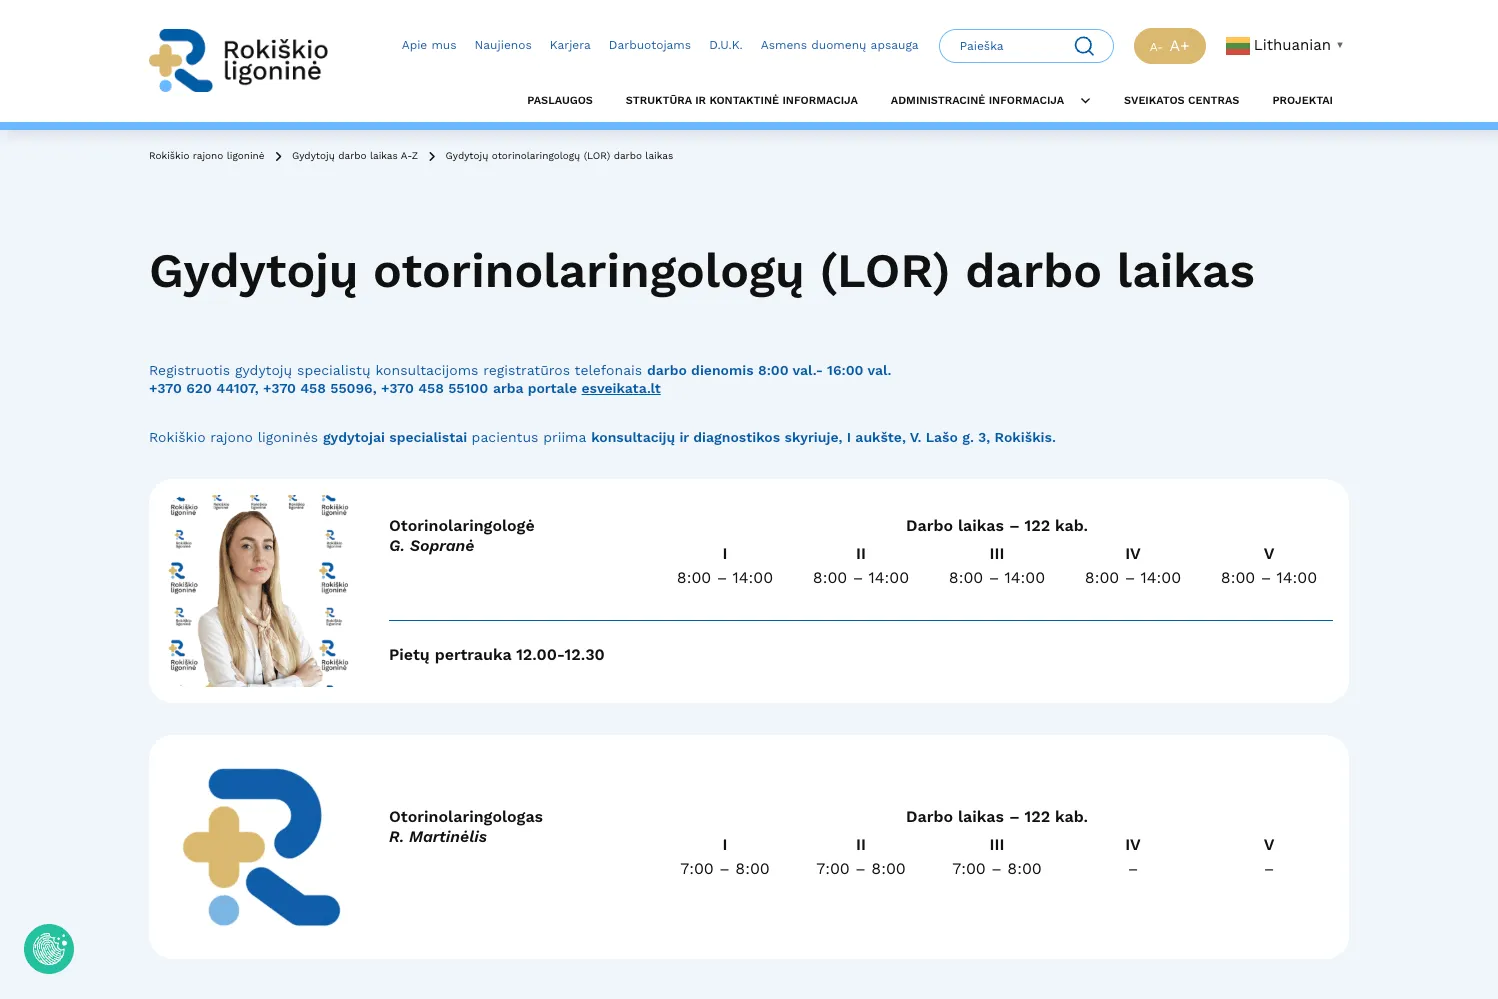 Rokiškio
ligoninė
Apie mus
Naujienos
Karjera
Darbuotojams
D.U.K.
Asmens duomenų apsauga
Paieška
A- A+
Lithuanian ▼
PASLAUGOS
STRUKTŪRA IR KONTAKTINĖ INFORMACIJA
ADMINISTRACINĖ INFORMACIJA
SVEIKATOS CENTRAS
PROJEKTAI
Rokiškio rajono ligoninė
Gydytojų darbo laikas A-Z
Gydytojų otorinolaringologų (LOR) darbo laikas
Gydytojų otorinolaringologų (LOR) darbo laikas
Registruotis gydytojų specialistų konsultacijoms registratūros telefonais darbo dienomis 8:00 val.- 16:00 val.
+370 620 44107, +370 458 55096, +370 458 55100 arba portale esveikata.lt
Rokiškio rajono ligoninės gydytojai specialistai pacientus priima konsultacijų ir diagnostikos skyriuje, I aukšte, V. Lašo g. 3, Rokiškis.
Otorinolaringologė
G. Sopranė
Darbo laikas – 122 kab.
I II III IV V
8:00 – 14:00 8:00 – 14:00 8:00 – 14:00 8:00 – 14:00 8:00 – 14:00
Pietų pertrauka 12.00-12.30
Otorinolaringologas
R. Martinėlis
Darbo laikas – 122 kab.
I II III IV V
7:00 – 8:00 7:00 – 8:00 7:00 – 8:00 – –